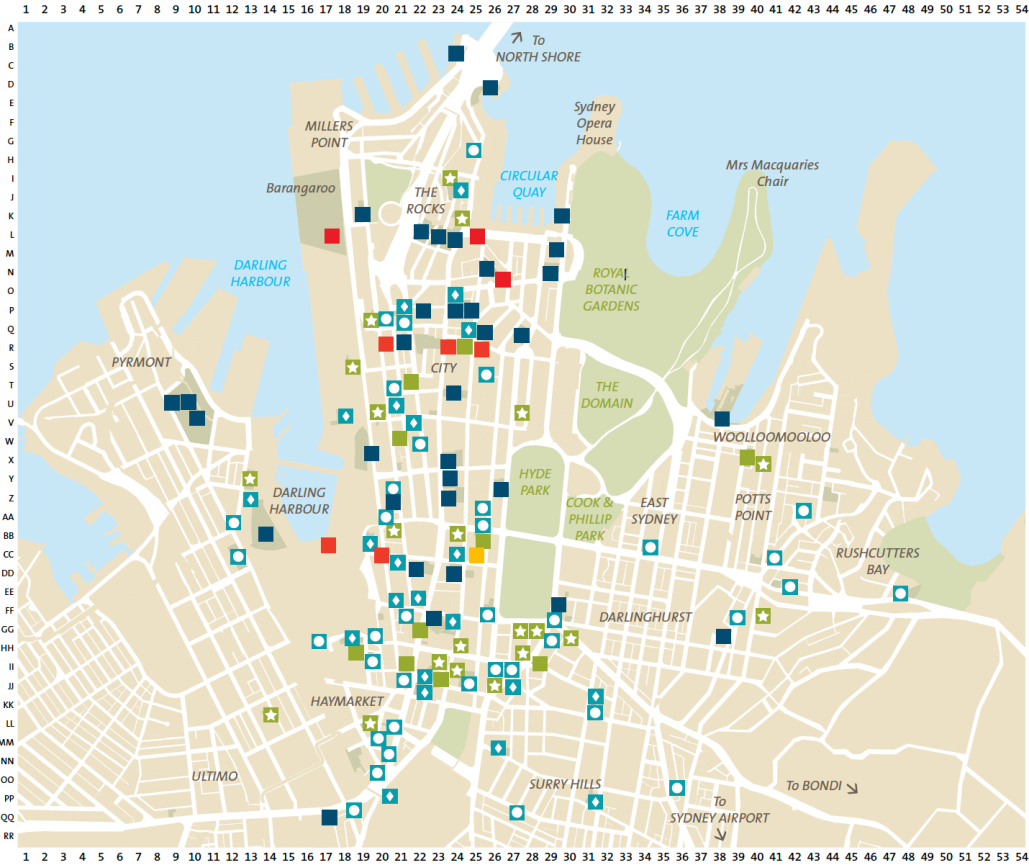 1 2 3 4 5 6 7 8 9 10 11 12 13 14 15 16 17 18 19 20 21 22 23 24 25 26 27 28 29 30 31 32 33 34 35 36 37 38 39 40 41 42 43 44 45 46 47 48 49 50 51 52 53 54
A
B
C
D
E
F
G
H
I
J
K
L
M
N
O
P
Q
R
S
T
U
V
W
X
Y
Z
AA
BB
CC
DD
EE
FF
GG
HH
II
JJ
KK
LL
MM
NN
OO
PP
QQ
RR
To
NORTH SHORE
Sydney
Opera
House
MILLERS
POINT
Mrs Macquaries
Chair
Barangaroo
THE
ROCKS
CIRCULAR
QUAY
FARM
COVE
DARLING
HARBOUR
ROYAL
BOTANIC
GARDENS
PYRMONT
CITY
THE
DOMAIN
WOOLLOOMOOLOO
HYDE
PARK
DARLING
HARBOUR
COOK &
PHILLIP
PARK
EAST
SYDNEY
POTTS
POINT
RUSHCUTTERS
BAY
DARLINGHURST
HAYMARKET
ULTIMO
SURRY HILLS
To BONDI
To
SYDNEY AIRPORT
1 2 3 4 5 6 7 8 9 10 11 12 13 14 15 16 17 18 19 20 21 22 23 24 25 26 27 28 29 30 31 32 33 34 35 36 37 38 39 40 41 42 43 44 45 46 47 48 49 50 51 52 53 54